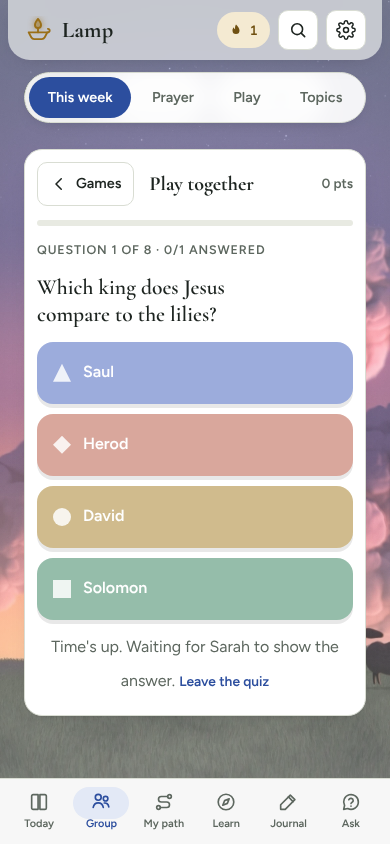 Lamp
1
This week
Prayer
Play
Topics
Games
Play together
0 pts
QUESTION 1 OF 8 · 0/1 ANSWERED
Which king does Jesus
compare to the lilies?
Saul
Herod
David
Solomon
Time's up. Waiting for Sarah to show the
answer. Leave the quiz
Today
Group
My path
Learn
Journal
Ask